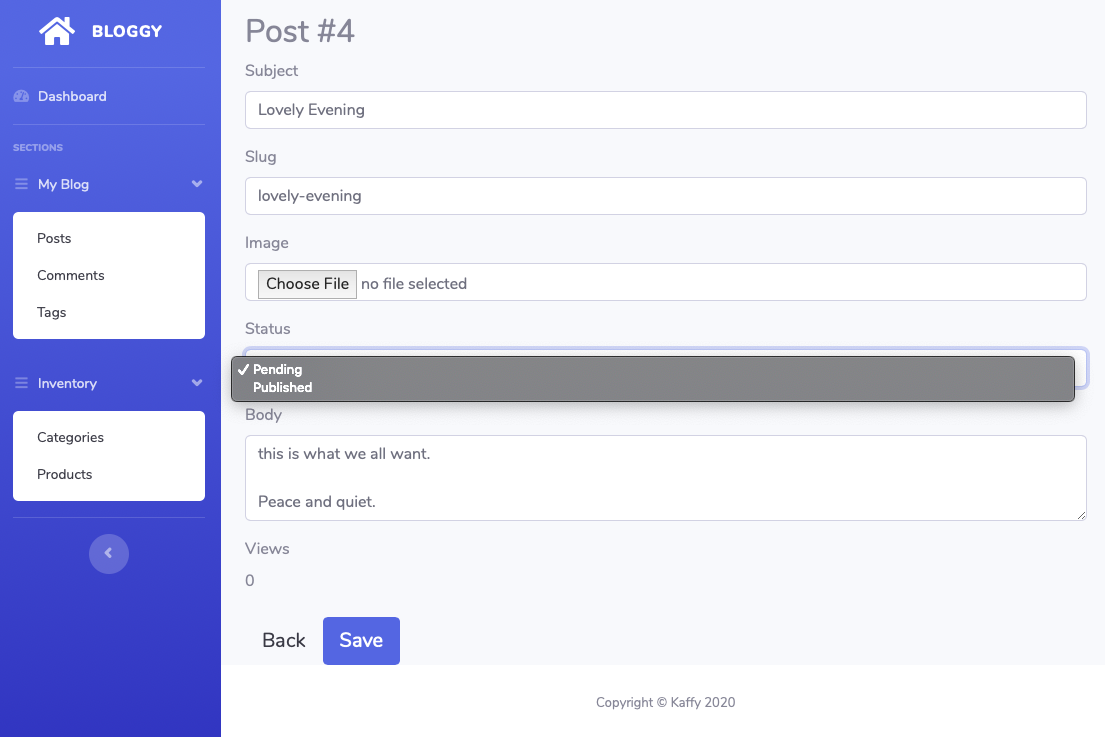 BLOGGY
Dashboard
SECTIONS
My Blog
Posts
Comments
Tags
Inventory
Categories
Products
Post #4
Subject
Lovely Evening
Slug
lovely-evening
Image
Choose File no file selected
Status
Pending
Published
Body
this is what we all want.
Peace and quiet.
Views
0
Back Save
Copyright © Kaffy 2020